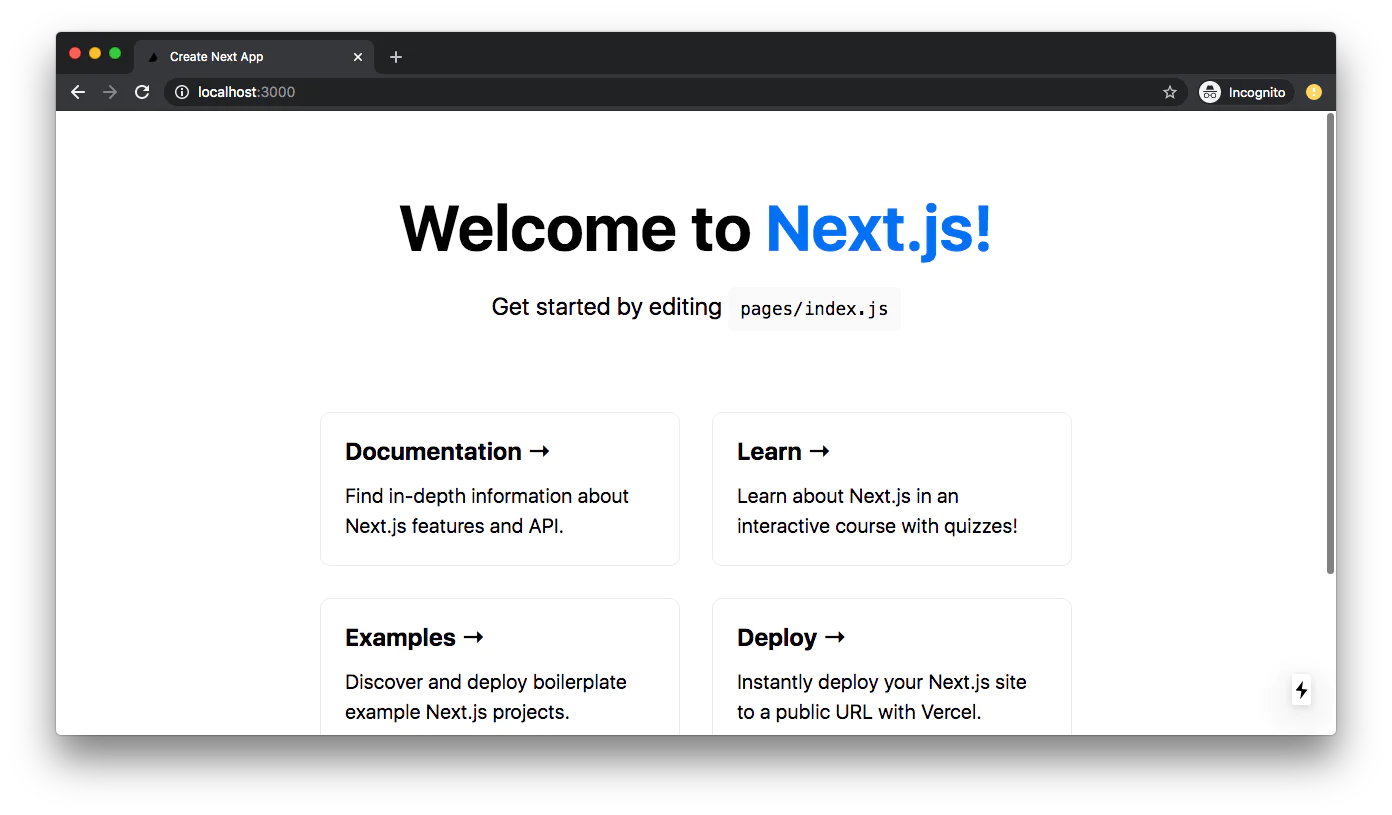 Create Next App
localhost:3000
Incognito
Welcome to Next.js!
Get started by editing pages/index.js
Documentation →
Find in-depth information about
Next.js features and API.
Learn →
Learn about Next.js in an
interactive course with quizzes!
Examples →
Discover and deploy boilerplate
example Next.js projects.
Deploy →
Instantly deploy your Next.js site
to a public URL with Vercel.